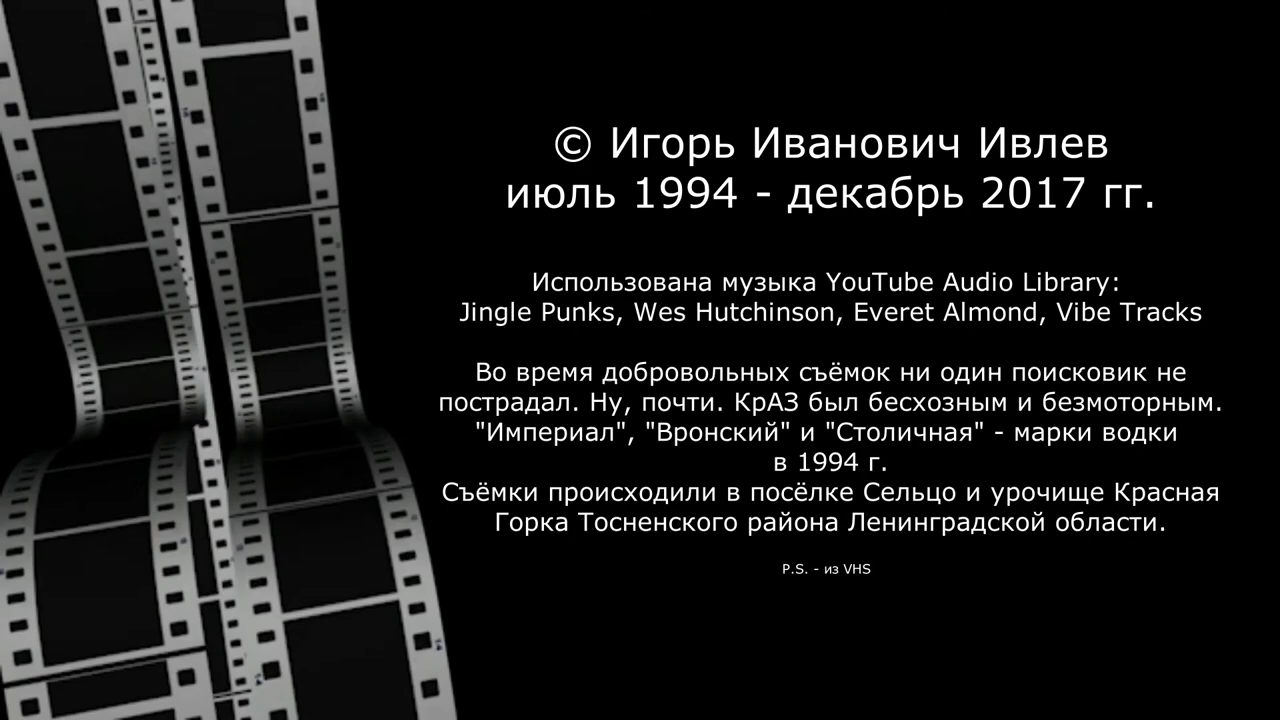 © Игорь Иванович Ивлев
июль 1994 - декабрь 2017 гг.
Использована музыка YouTube Audio Library:
Jingle Punks, Wes Hutchinson, Everet Almond, Vibe Tracks
Во время добровольных съёмок ни один поисковик не
пострадал. Ну, почти. КрАЗ был бесхозным и безмоторным.
"Империал", "Вронский" и "Столичная" - марки водки
в 1994 г.
Съёмки происходили в посёлке Сельцо и урочище Красная
Горка Тосненского района Ленинградской области.
P.S. - из VHS